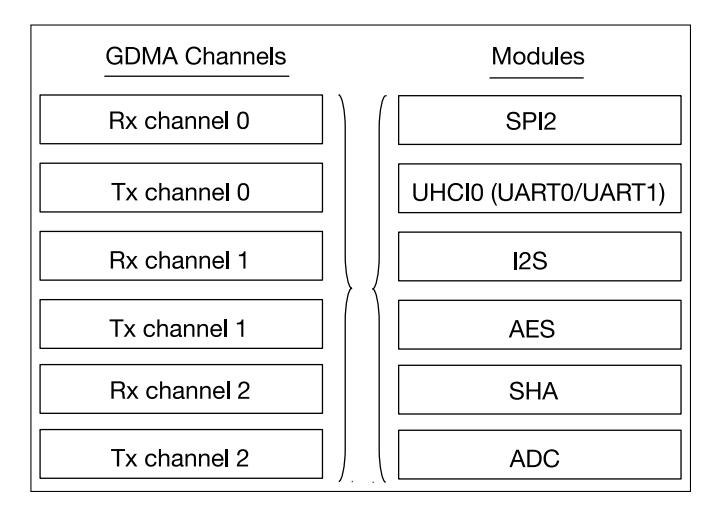 GDMA Channels
Modules
Rx channel 0
SPI2
Tx channel 0
UHCI0 (UART0/UART1)
Rx channel 1
I2S
Tx channel 1
AES
Rx channel 2
SHA
Tx channel 2
ADC